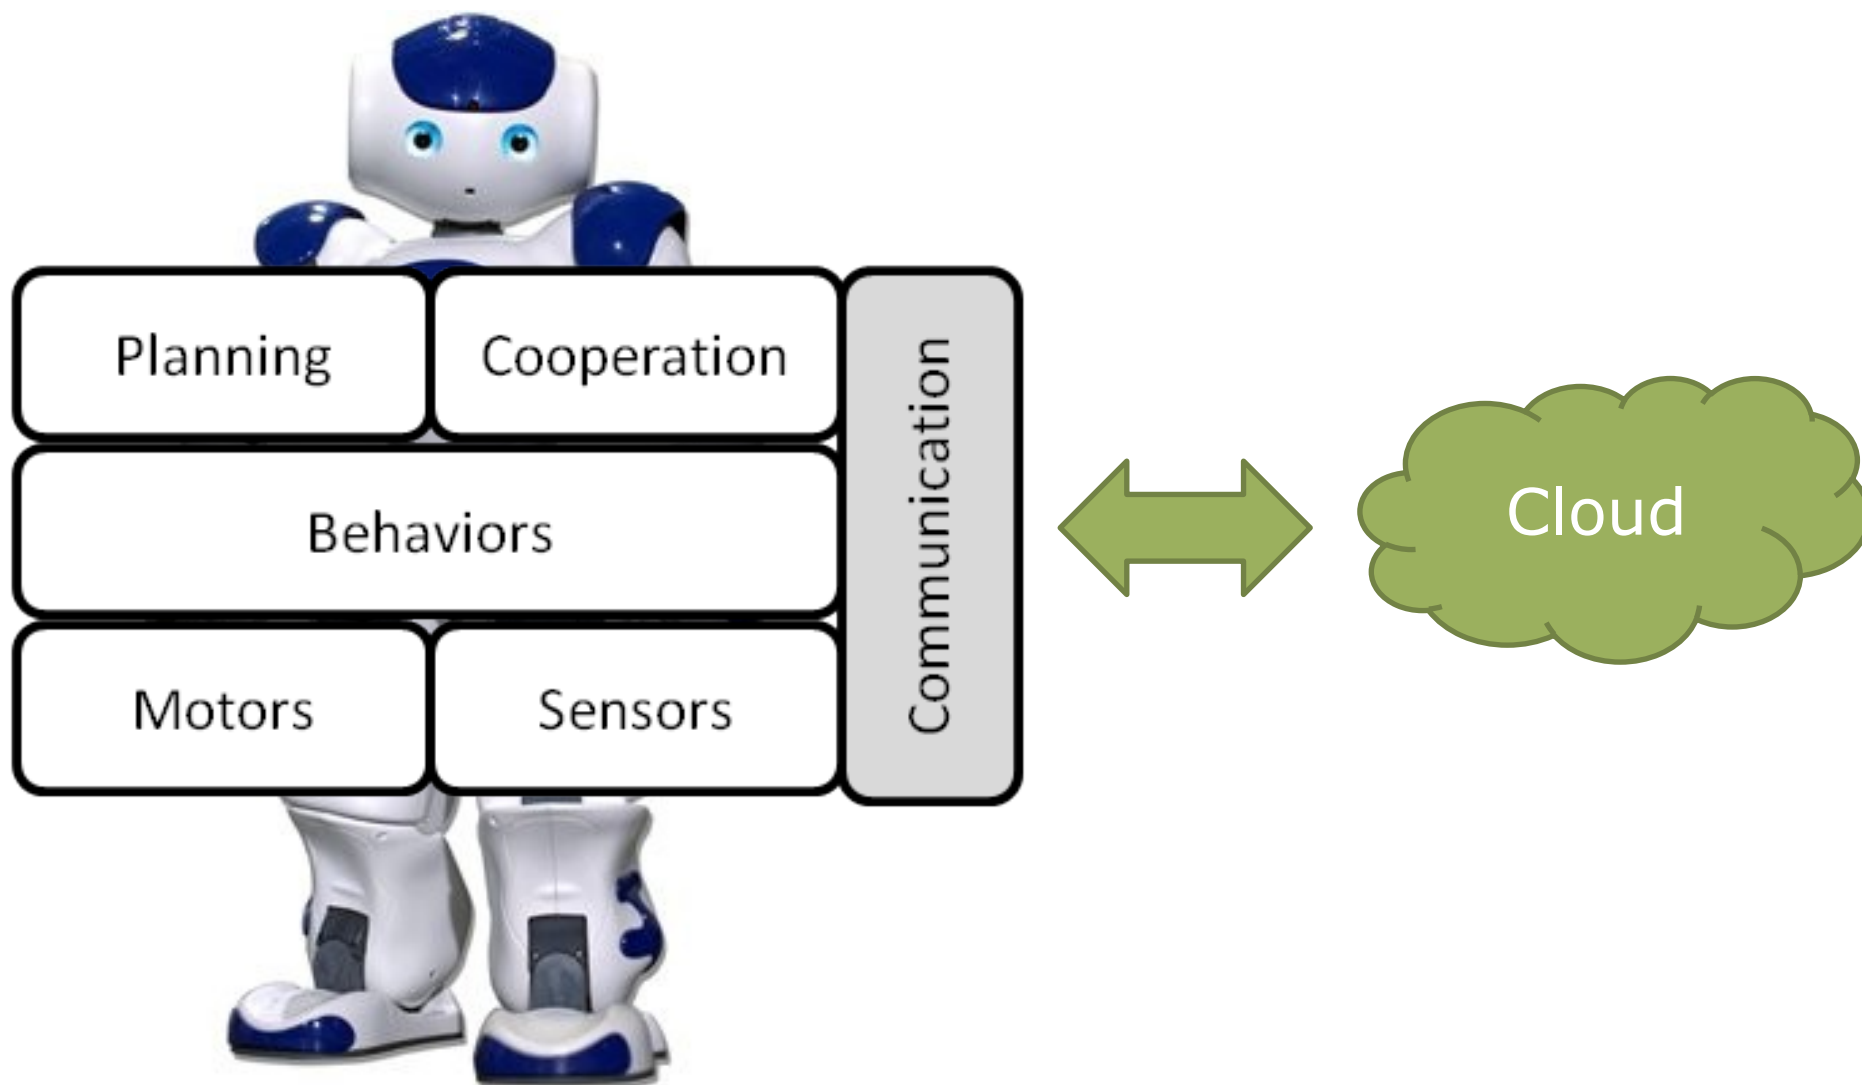 Planning
Cooperation
Communication
Behaviors
Motors
Sensors
Cloud